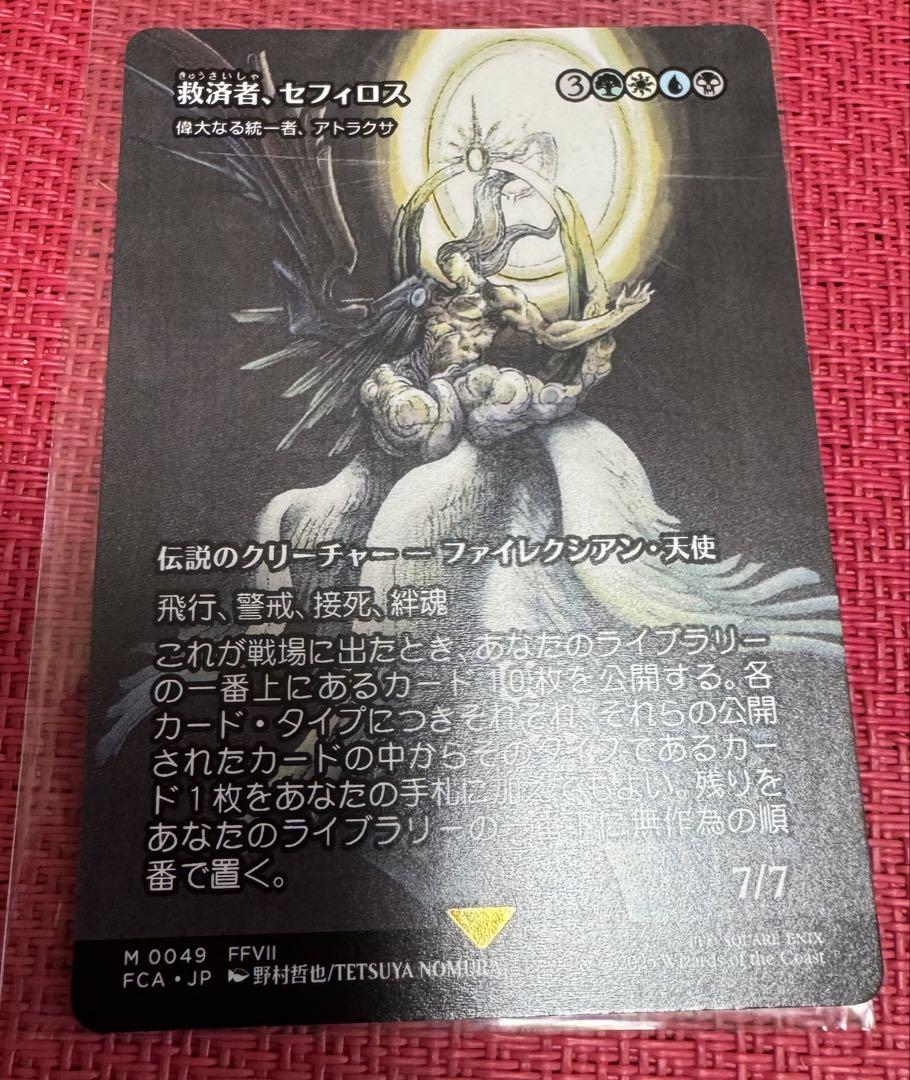 きゅうさいしゃ
救済者、セフィロス
3
偉大なる統一者、アトラクサ
伝説のクリーチャー — ファイレクシアン・天使
飛行、警戒、接死、絆魂
これが戦場に出たとき、あなたのライブラリー
の一番上にあるカード10枚を公開する。各
カード・タイプにつきそれぞれ、それらの公開
されたカードの中からそのタイプであるカー
ド1枚をあなたの手札に加えてもよい。残りを
あなたのライブラリーの一番下に無作為の順
番で置く。
7/7
M 0049 FFVII
FCA • JP 野村哲也/TETSUYA NOMURA
SQUARE ENIX
Wizards of the Coast